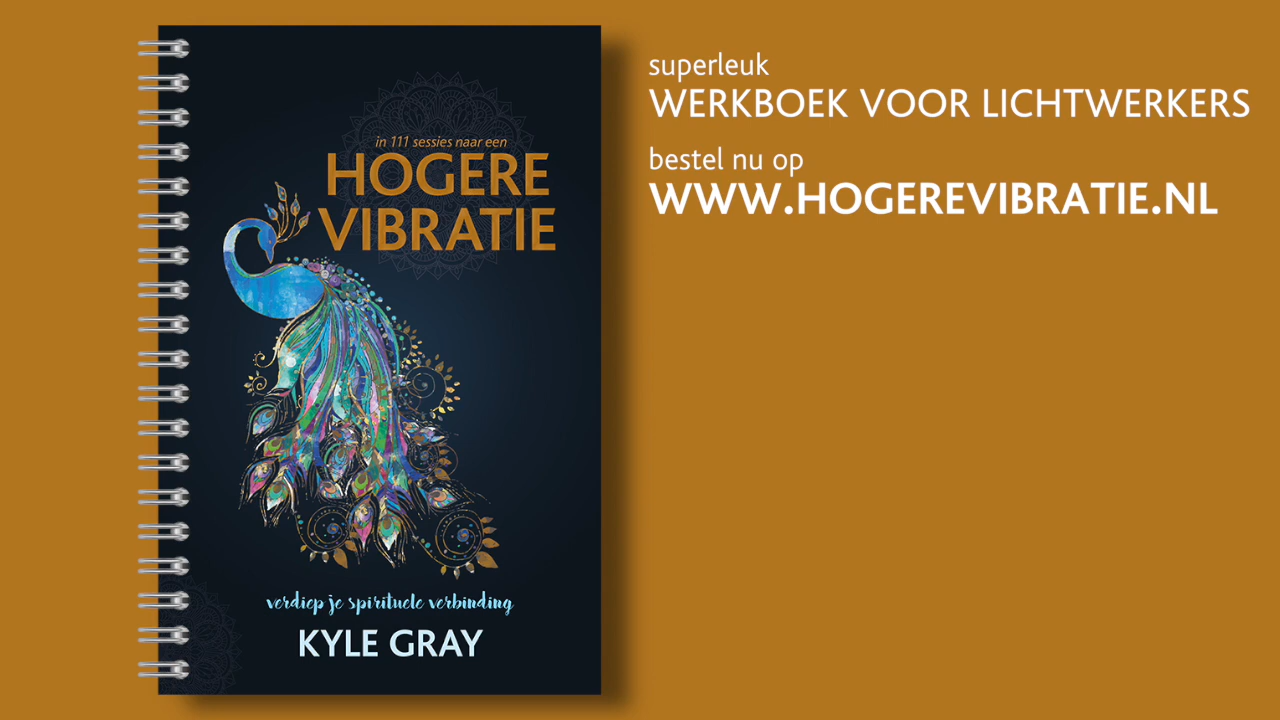 in 111 sessies naar een
HOGERE
VIBRATIE
verdiep je spirituele verbinding
KYLE GRAY
superleuk
WERKBOEK VOOR LICHTWERKERS
bestel nu op
WWW.HOGEREVIBRATIE.NL